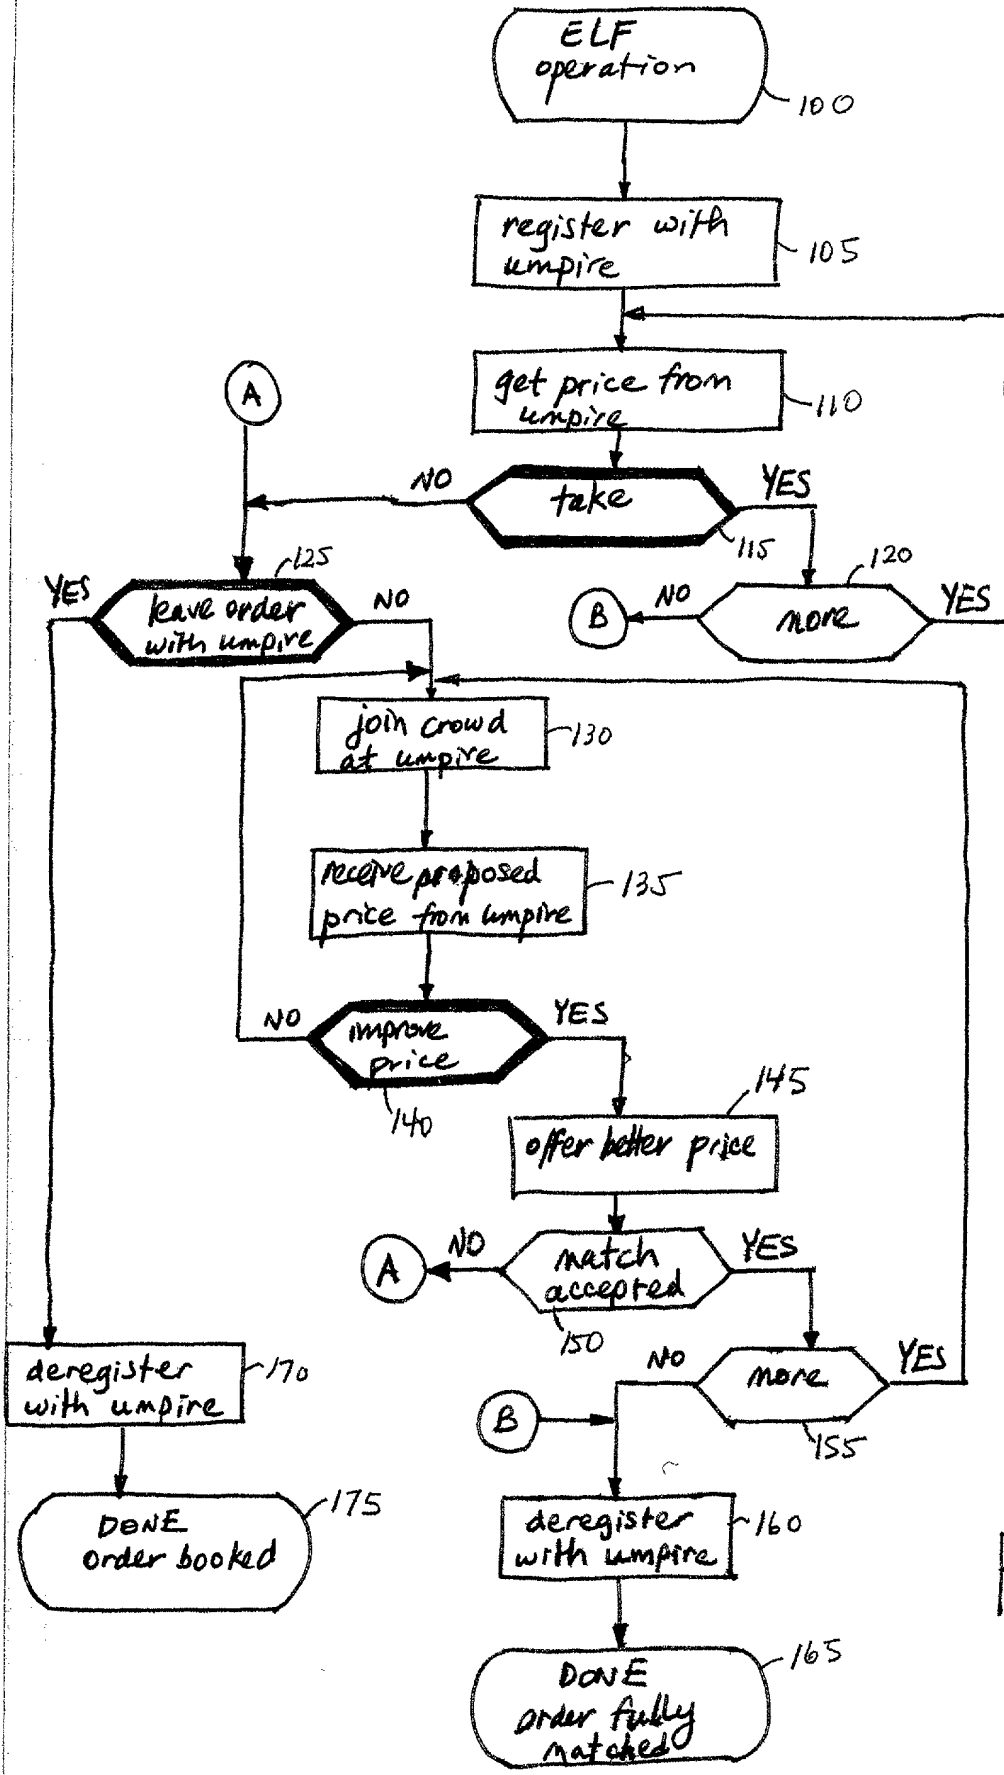 ELF
operation
100
register with
umpire
105
get price from
umpire
110
A
NO
take
YES
115
125
120
YES
leave order
with umpire
NO
B
NO
more
YES
join crowd
at umpire
130
receive proposed
price from umpire
135
NO
improve
price
YES
140
145
offer better price
A
NO
match
accepted
YES
150
deregister
with umpire
170
NO
more
YES
B
155
DONE
order booked
175
deregister
with umpire
160
DONE
order fully
matched
165